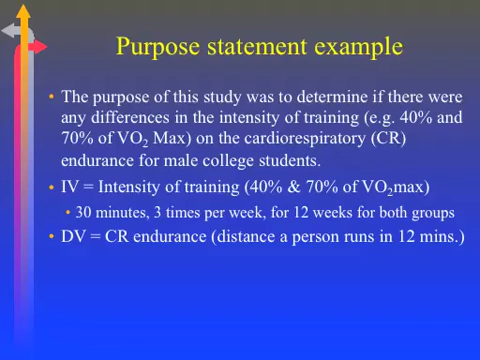 Purpose statement example
• The purpose of this study was to determine if there were
any differences in the intensity of training (e.g. 40% and
70% of VO₂ Max) on the cardiorespiratory (CR)
endurance for male college students.
• IV = Intensity of training (40% & 70% of VO₂max)
• 30 minutes, 3 times per week, for 12 weeks for both groups
• DV = CR endurance (distance a person runs in 12 mins.)